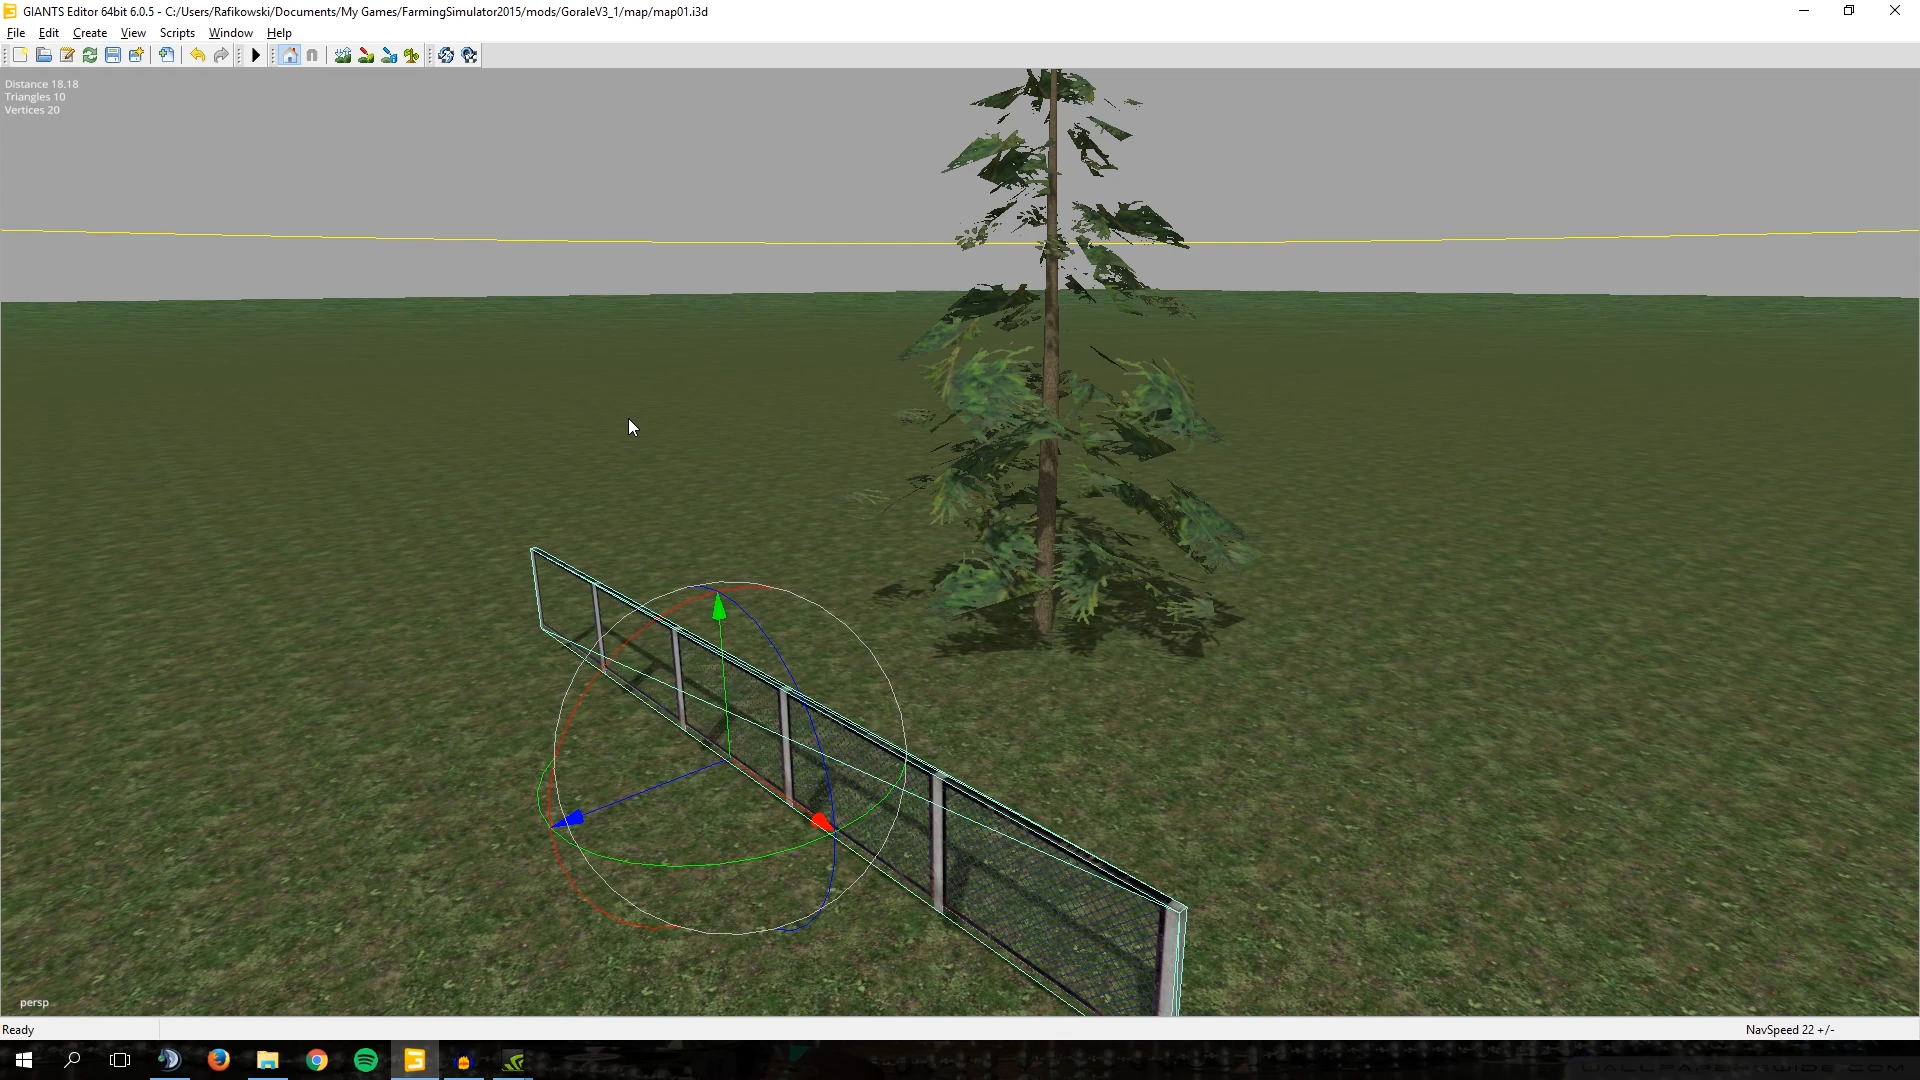 GIANTS Editor 64bit 6.0.5 - C:/Users/Rafikowski/Documents/My Games/FarmingSimulator2015/mods/GoraleV3_1/map/map01.i3d
File Edit Create View Scripts Window Help
Distance 18.18
Triangles 10
Vertices 20
persp
Ready
NavSpeed 22 +/-